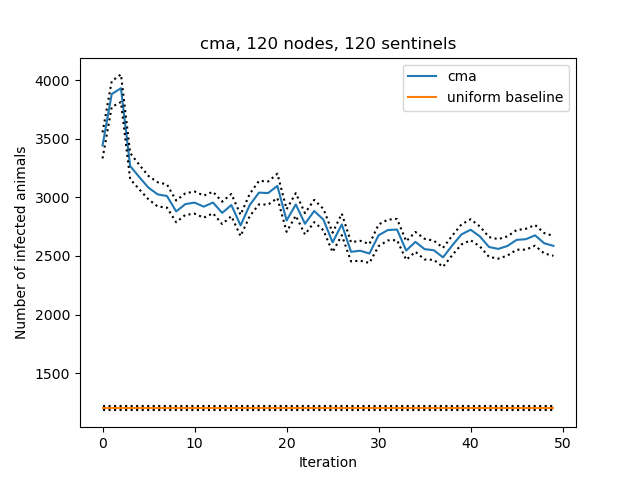 cma, 120 nodes, 120 sentinels
cma
uniform baseline
Number of infected animals
4000
3500
3000
2500
2000
1500
0 10 20 30 40 50
Iteration